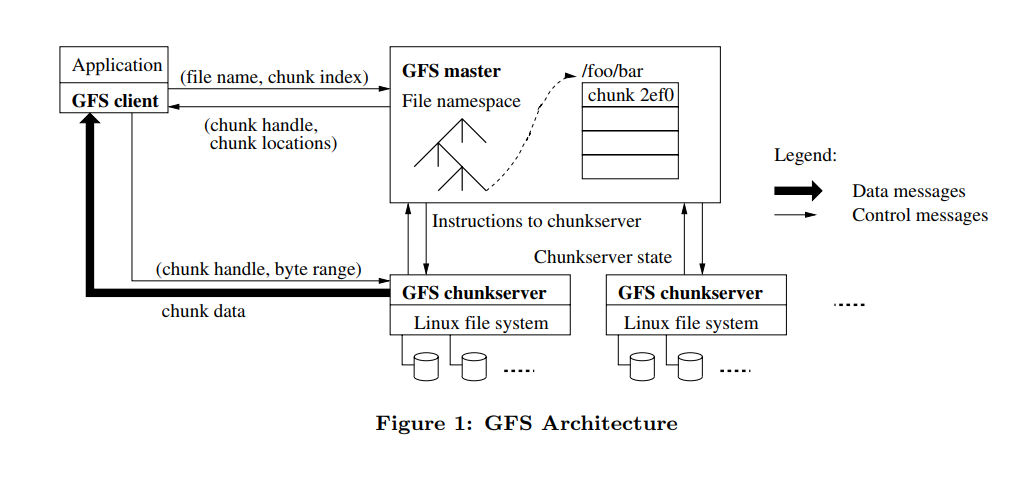 Application
GFS client
(file name, chunk index)
(chunk handle,
chunk locations)
GFS master
File namespace
/foo/bar
chunk 2ef0
Legend:
Data messages
Control messages
Instructions to chunkserver
Chunkserver state
(chunk handle, byte range)
chunk data
GFS chunkserver
Linux file system
GFS chunkserver
Linux file system
Figure 1: GFS Architecture